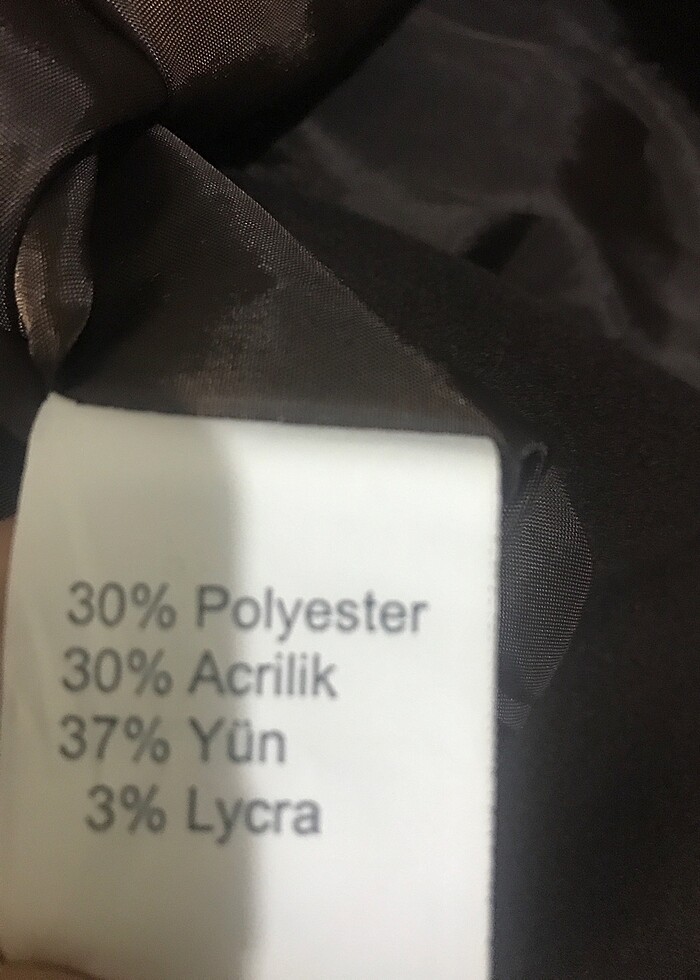 30% Polyester
30% Acrilik
37% Yün
3% Lycra